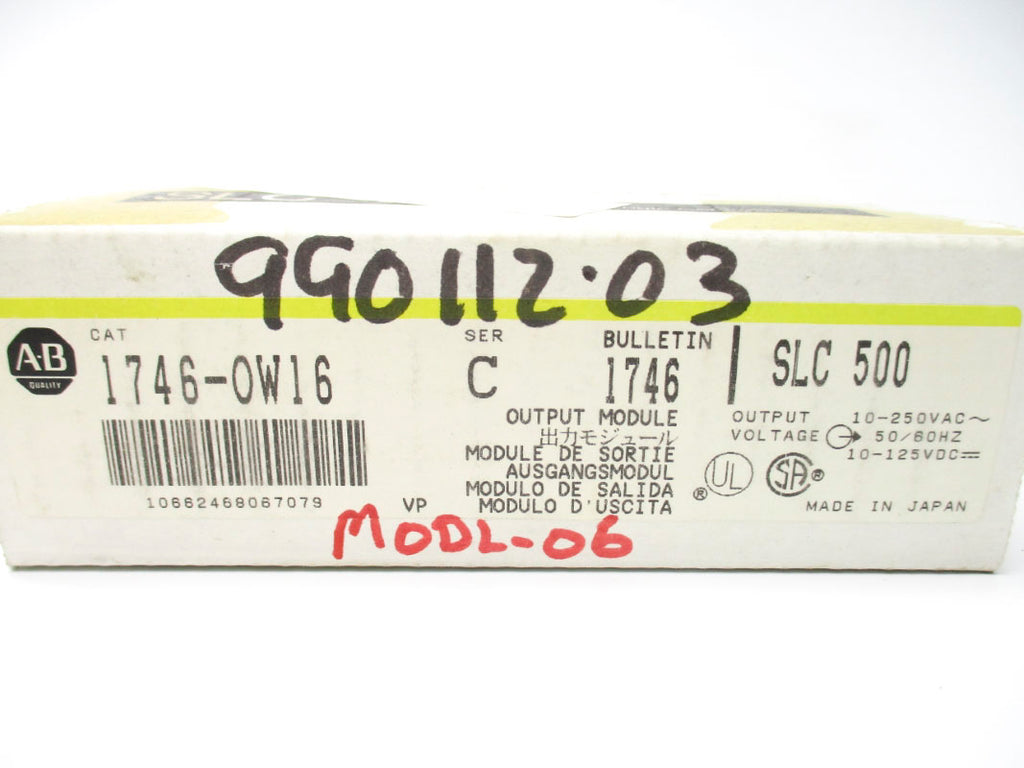 SLC
990112.03
A-B
QUALITY
CAT
1746-OW16
SER
C
BULLETIN
1746
SLC 500
OUTPUT MODULE
出力モジュール
MODULE DE SORTIE
AUSGANGSMODUL
MODULO DE SALIDA
MODULO D'USCITA
OUTPUT VOLTAGE
10-250VAC~
50/60HZ
10-125VDC⎓
10662468067079
VP
UL
®
SA
®
MADE IN JAPAN
MODL-06